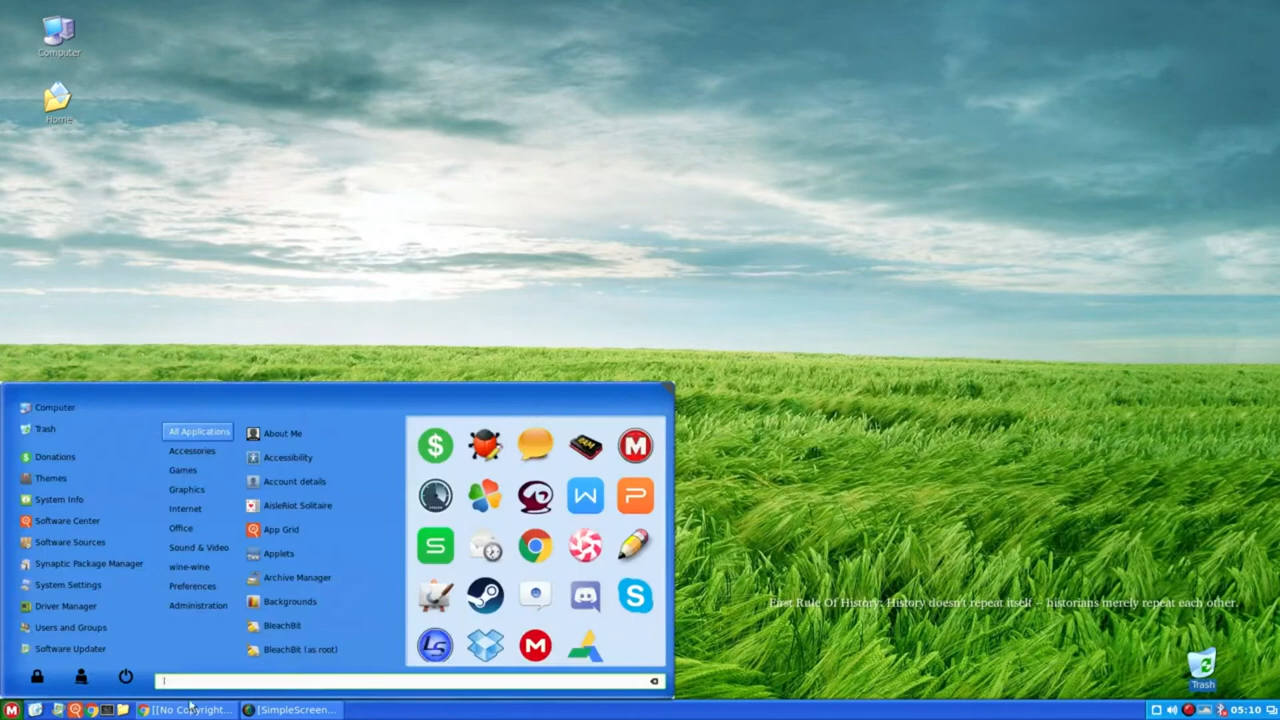 Computer
Home
Computer
Trash
Donations
Themes
System Info
Software Center
Software Sources
Synaptic Package Manager
System Settings
Driver Manager
Users and Groups
Software Updater
All Applications
Accessories
Games
Graphics
Internet
Office
Sound & Video
wine-wine
Preferences
Administration
About Me
Accessibility
Account details
AisleRiot Solitaire
App Grid
Applets
Archive Manager
Backgrounds
BleachBit
BleachBit (as root)
First Rule Of History: History doesn't repeat itself -- historians merely repeat each other.
Trash
[[No Copyright...
[SimpleScreen...
05:10